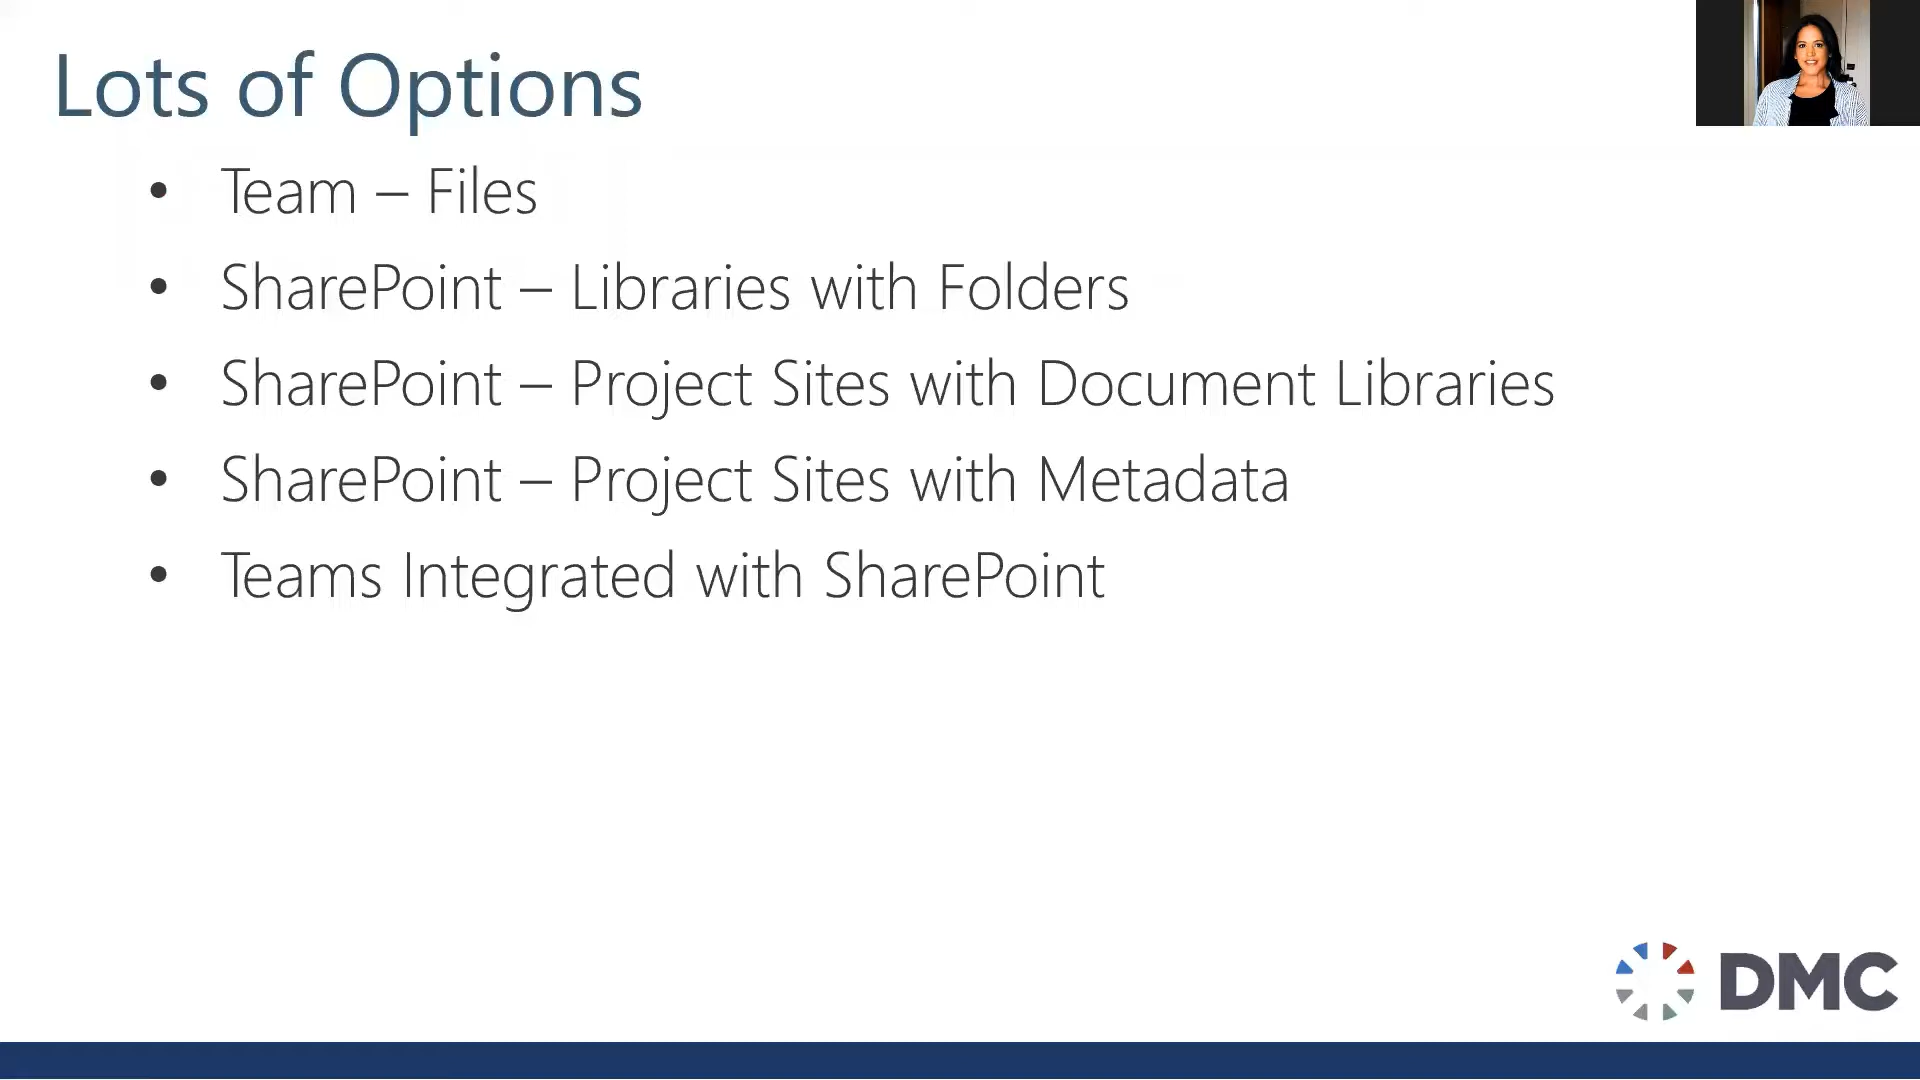 Lots of Options
• Team – Files
• SharePoint – Libraries with Folders
• SharePoint – Project Sites with Document Libraries
• SharePoint – Project Sites with Metadata
• Teams Integrated with SharePoint
DMC